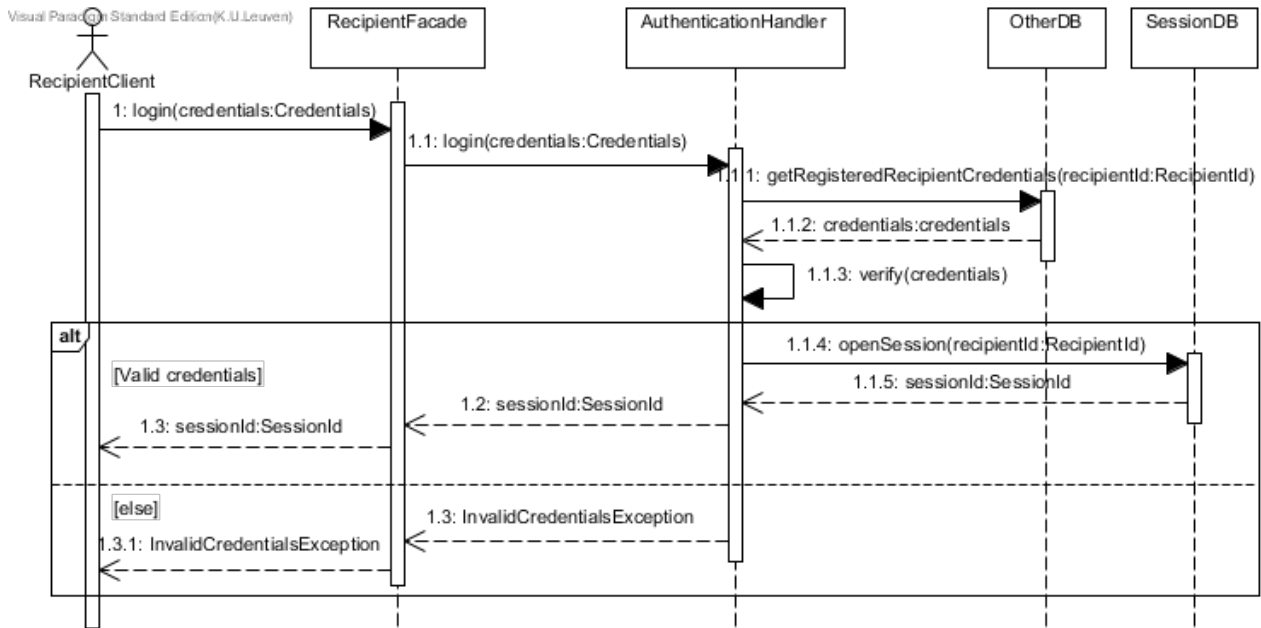 Visual Paradigm Standard Edition(K.U.Leuven)
RecipientFacade
AuthenticationHandler
OtherDB
SessionDB
RecipientClient
1: login(credentials:Credentials)
1.1: login(credentials:Credentials)
1.1.1: getRegisteredRecipientCredentials(recipientId:RecipientId)
1.1.2: credentials:credentials
1.1.3: verify(credentials)
alt
1.1.4: openSession(recipientId:RecipientId)
[Valid credentials]
1.1.5: sessionId:SessionId
1.2: sessionId:SessionId
1.3: sessionId:SessionId
[else]
1.3: InvalidCredentialsException
1.3.1: InvalidCredentialsException